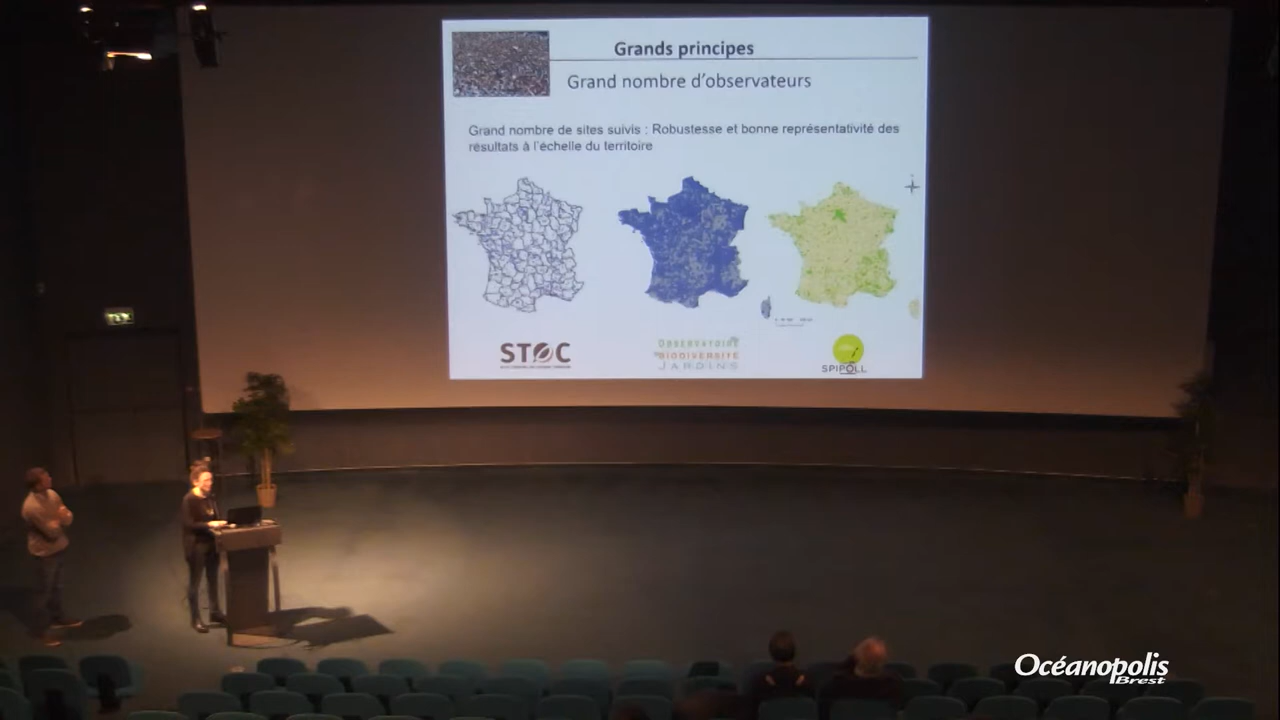 Grands principes
Grand nombre d'observateurs
Grand nombre de sites suivis : Robustesse et bonne représentativité des
résultats à l'échelle du territoire
STOC
OBSERVATOIRE
BIODIVERSITÉ
JARDINS
SPIPOLL
Océanopolis
Brest